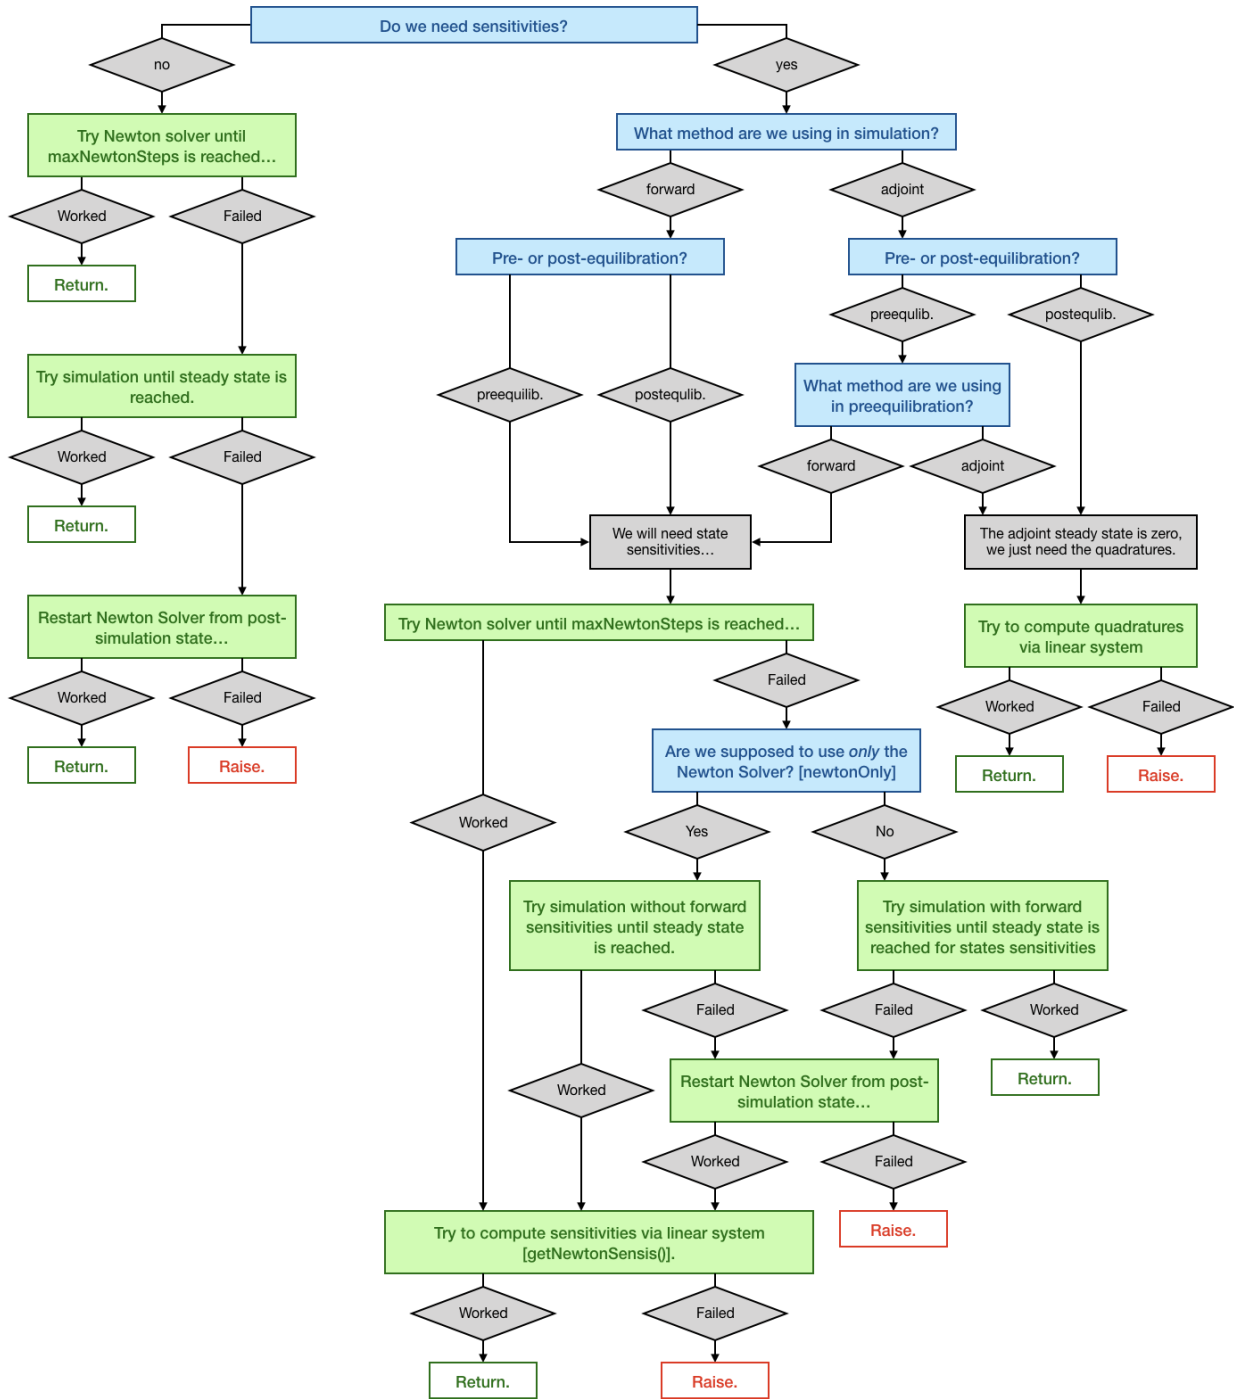 Do we need sensitivities?
no
yes
Try Newton solver until
maxNewtonSteps is reached…
What method are we using in simulation?
Worked
Failed
forward
adjoint
Return.
Pre- or post-equilibration?
Pre- or post-equilibration?
preequlib.
postequlib.
Try simulation until steady state is
reached.
preequilib.
postequlib.
What method are we using
in preequilibration?
Worked
Failed
forward
adjoint
Return.
We will need state
sensitivities…
The adjoint steady state is zero,
we just need the quadratures.
Restart Newton Solver from post-
simulation state…
Try Newton solver until maxNewtonSteps is reached…
Try to compute quadratures
via linear system
Worked
Failed
Failed
Worked
Failed
Return.
Raise.
Are we supposed to use only the
Newton Solver? [newtonOnly]
Return.
Raise.
Worked
Yes
No
Try simulation without forward
sensitivities until steady state
is reached.
Try simulation with forward
sensitivities until steady state is
reached for states sensitivities
Failed
Failed
Worked
Worked
Restart Newton Solver from post-
simulation state…
Return.
Worked
Failed
Try to compute sensitivities via linear system
[getNewtonSensis()].
Raise.
Worked
Failed
Return.
Raise.